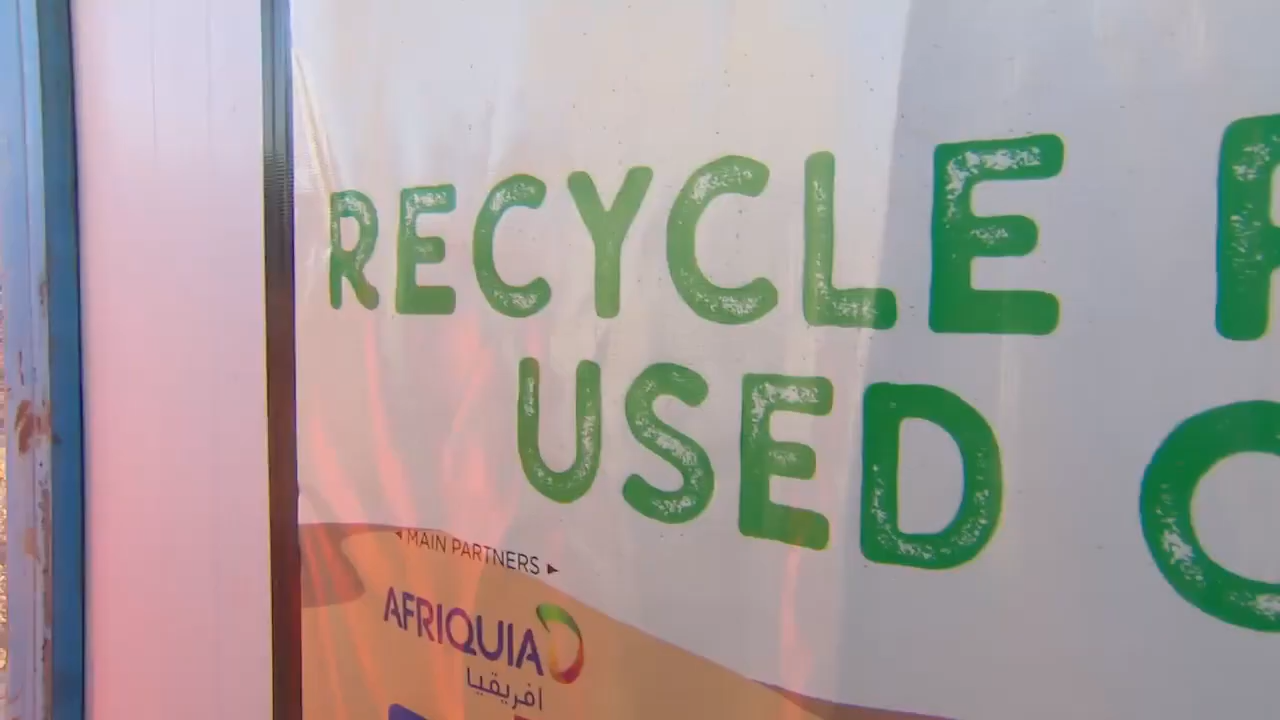 RECYCLE
USED
◄ MAIN PARTNERS ►
AFRIQUIA
افريقيا